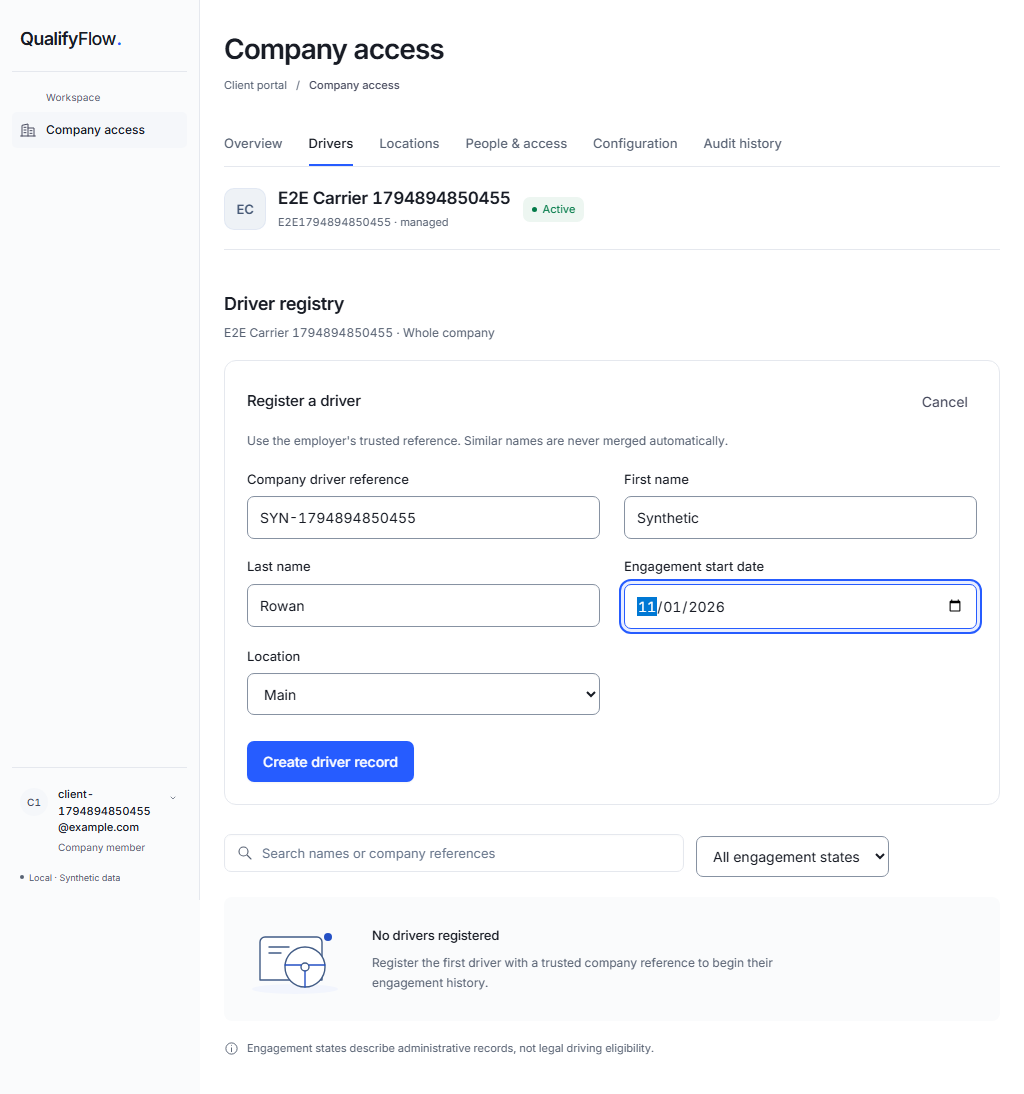 QualifyFlow.
Workspace
Company access
Company access
Client portal / Company access
Overview Drivers Locations People & access Configuration Audit history
EC
E2E Carrier 1794894850455
Active
E2E1794894850455 · managed
Driver registry
E2E Carrier 1794894850455 · Whole company
Register a driver
Cancel
Use the employer's trusted reference. Similar names are never merged automatically.
Company driver reference
SYN-1794894850455
First name
Synthetic
Last name
Rowan
Engagement start date
11/01/2026
Location
Main
Create driver record
Search names or company references
All engagement states
No drivers registered
Register the first driver with a trusted company reference to begin their
engagement history.
Engagement states describe administrative records, not legal driving eligibility.
C1
client-
1794894850455
@example.com
Company member
Local · Synthetic data